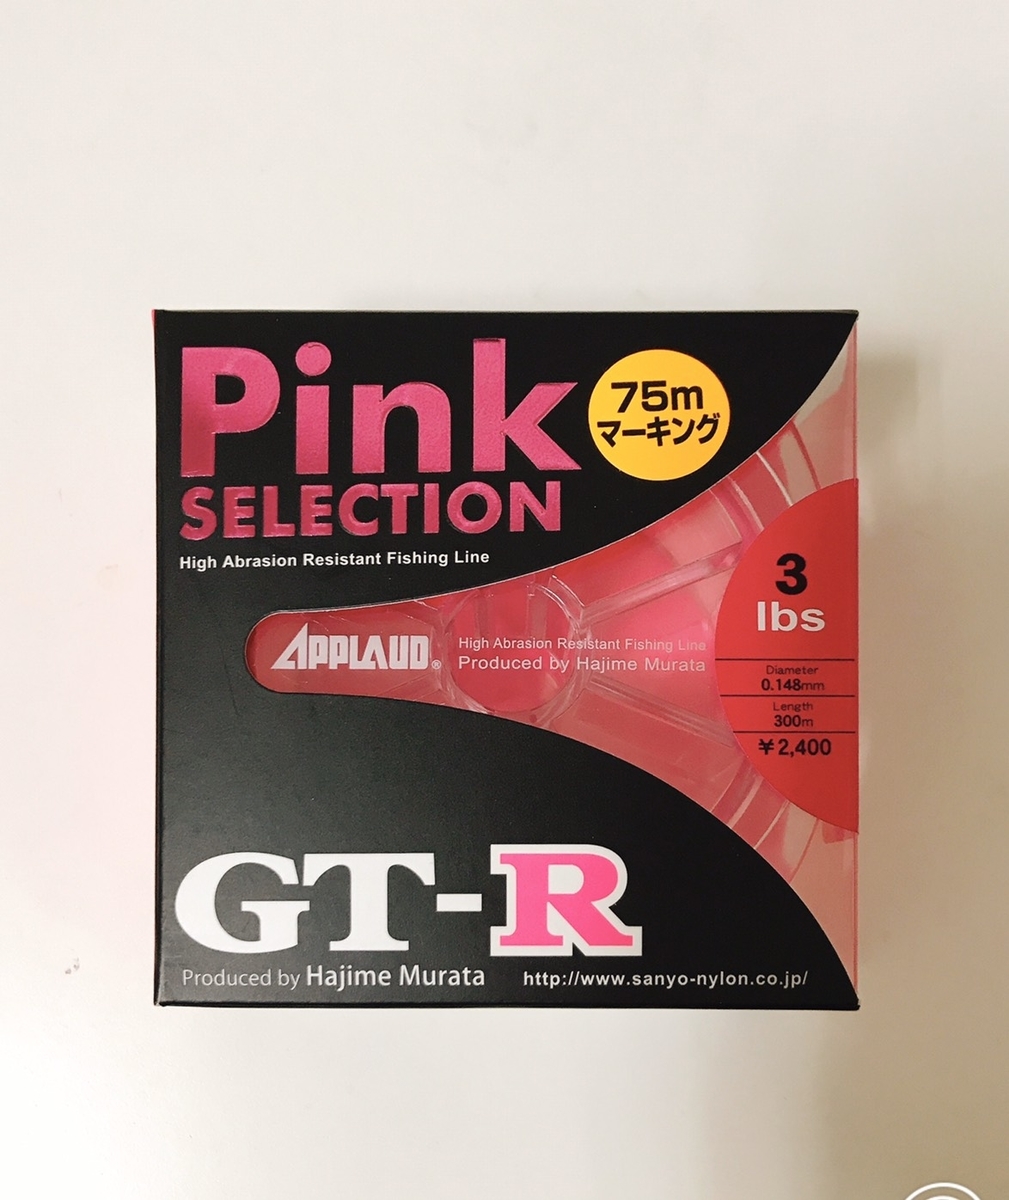 Pink
75m
マーキング
SELECTION
High Abrasion Resistant Fishing Line
3
lbs
APPLAUD®
High Abrasion Resistant Fishing Line
Produced by Hajime Murata
Diameter
0.148mm
Length
300m
¥2,400
GT-R
Produced by Hajime Murata
http://www.sanyo-nylon.co.jp/